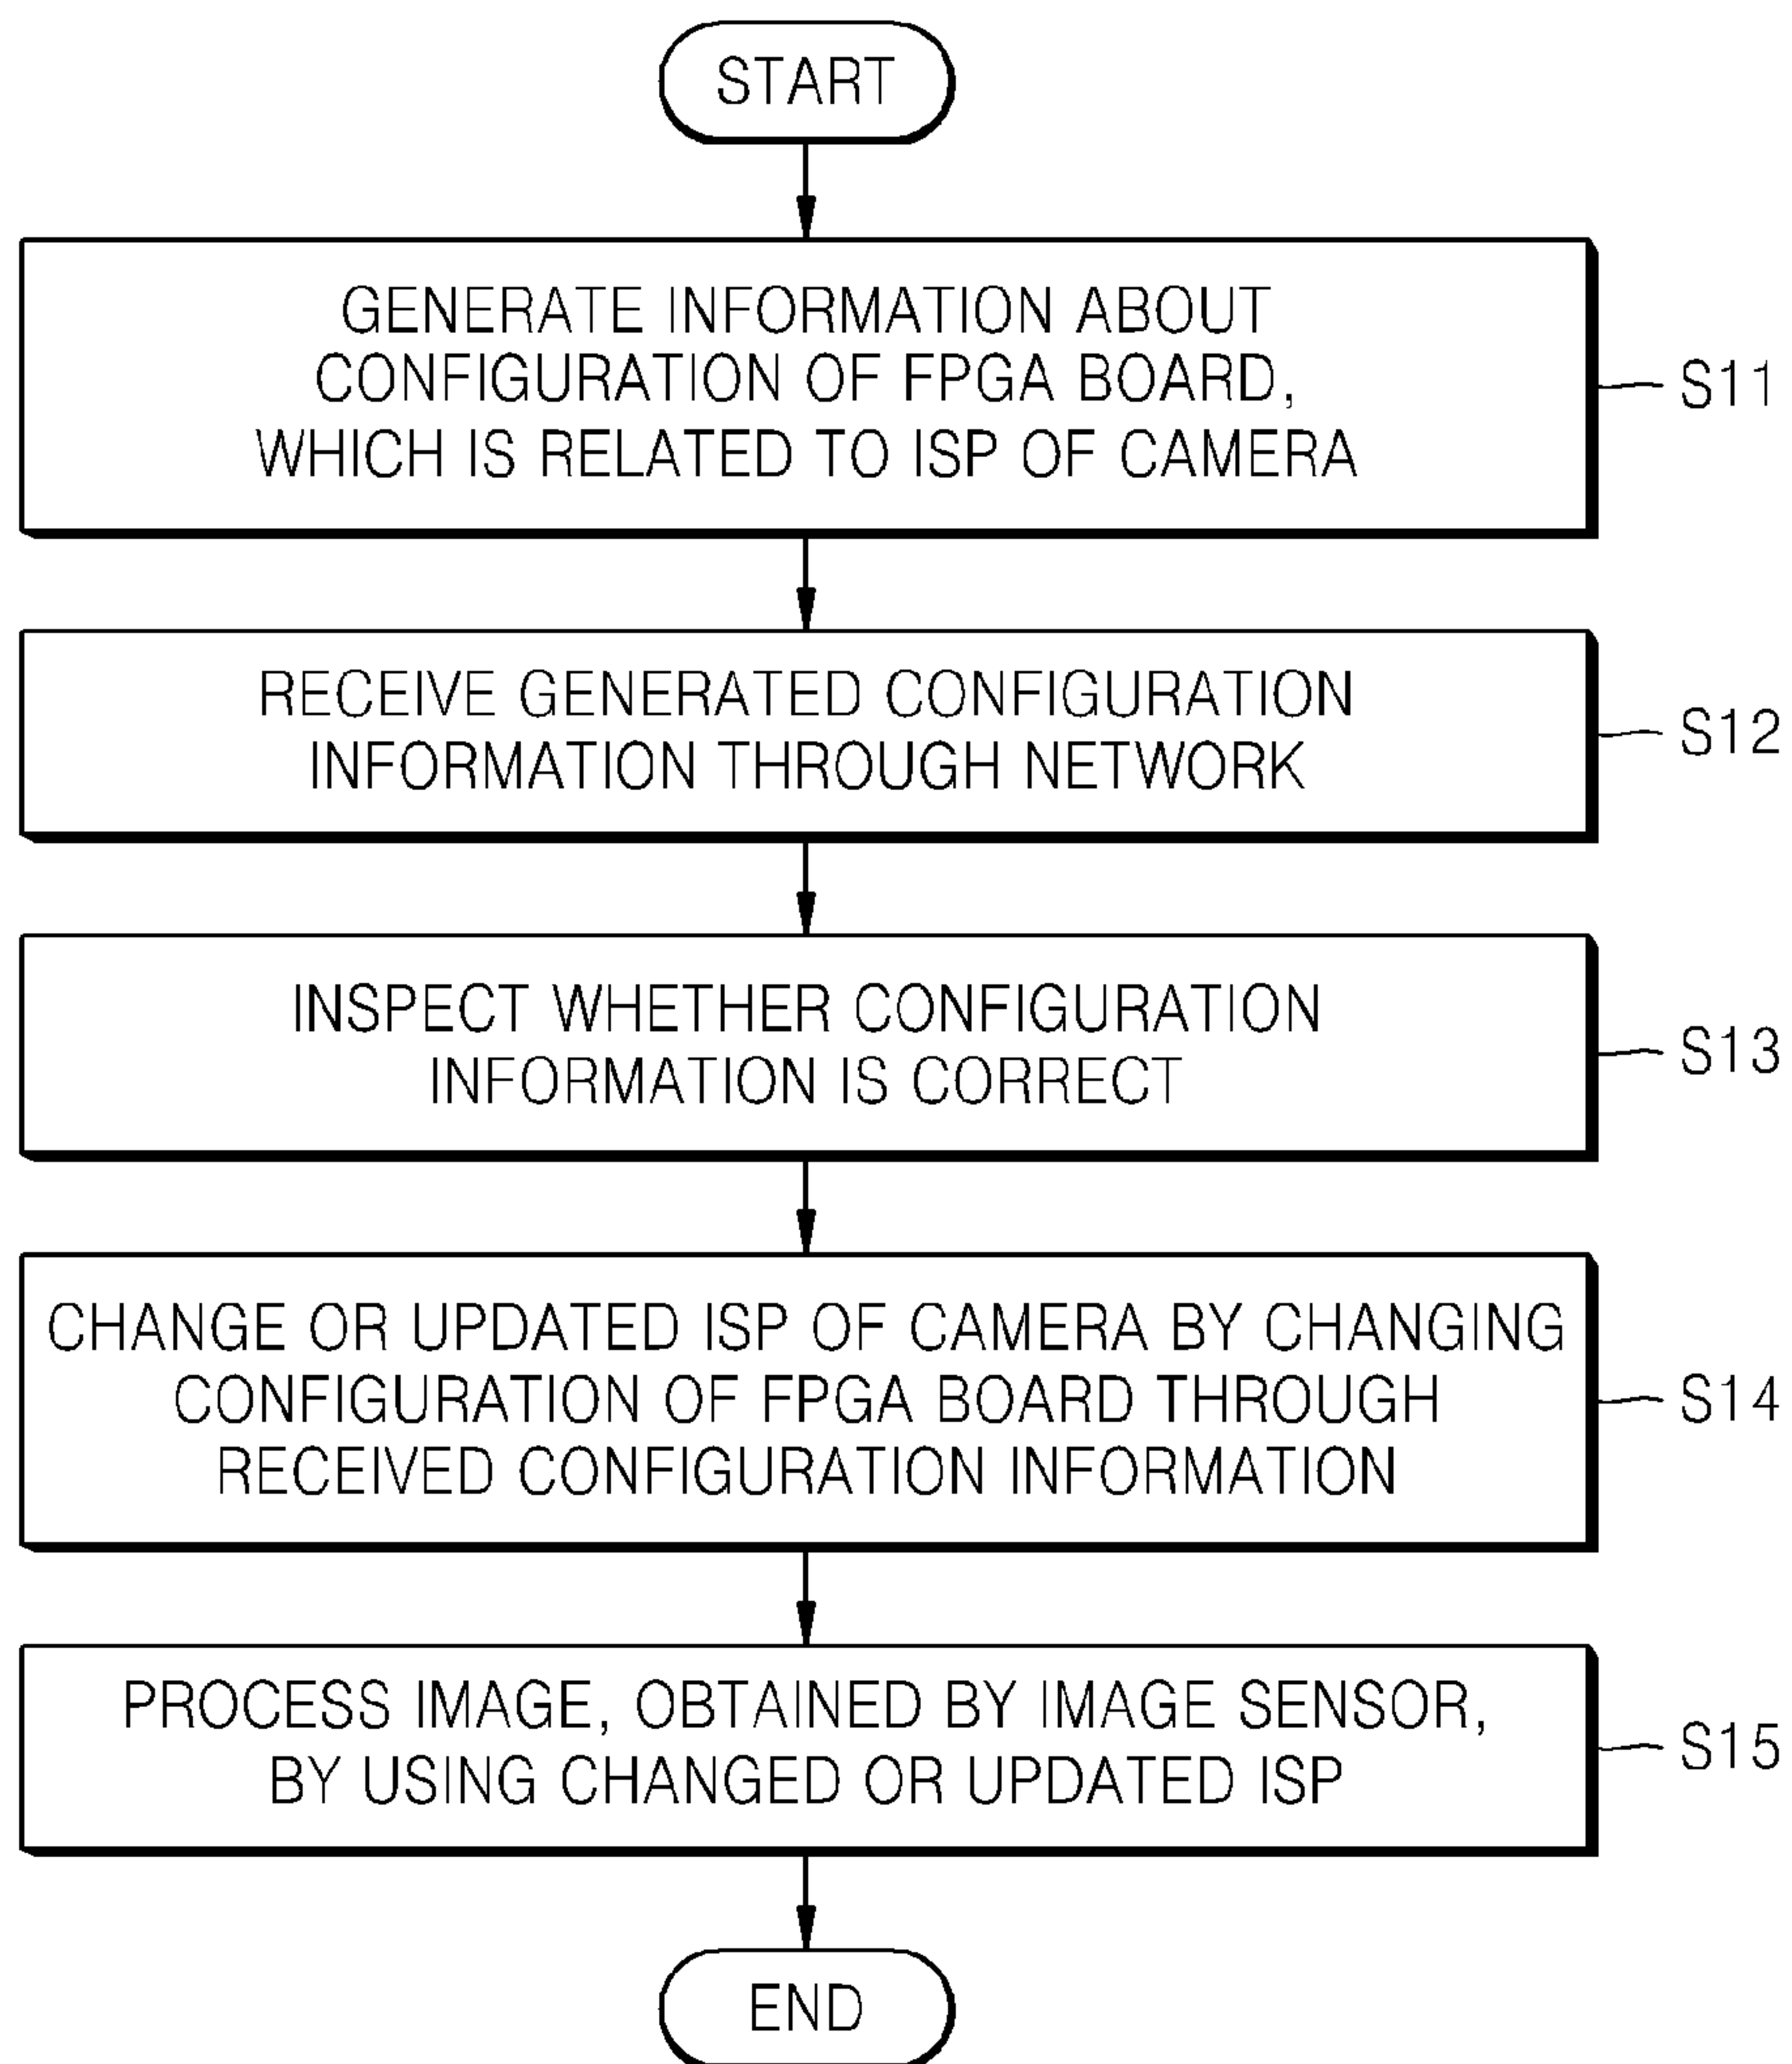 START
GENERATE INFORMATION ABOUT
CONFIGURATION OF FPGA BOARD,
WHICH IS RELATED TO ISP OF CAMERA
S11
RECEIVE GENERATED CONFIGURATION
INFORMATION THROUGH NETWORK
S12
INSPECT WHETHER CONFIGURATION
INFORMATION IS CORRECT
S13
CHANGE OR UPDATED ISP OF CAMERA BY CHANGING
CONFIGURATION OF FPGA BOARD THROUGH
RECEIVED CONFIGURATION INFORMATION
S14
PROCESS IMAGE, OBTAINED BY IMAGE SENSOR,
BY USING CHANGED OR UPDATED ISP
S15
END